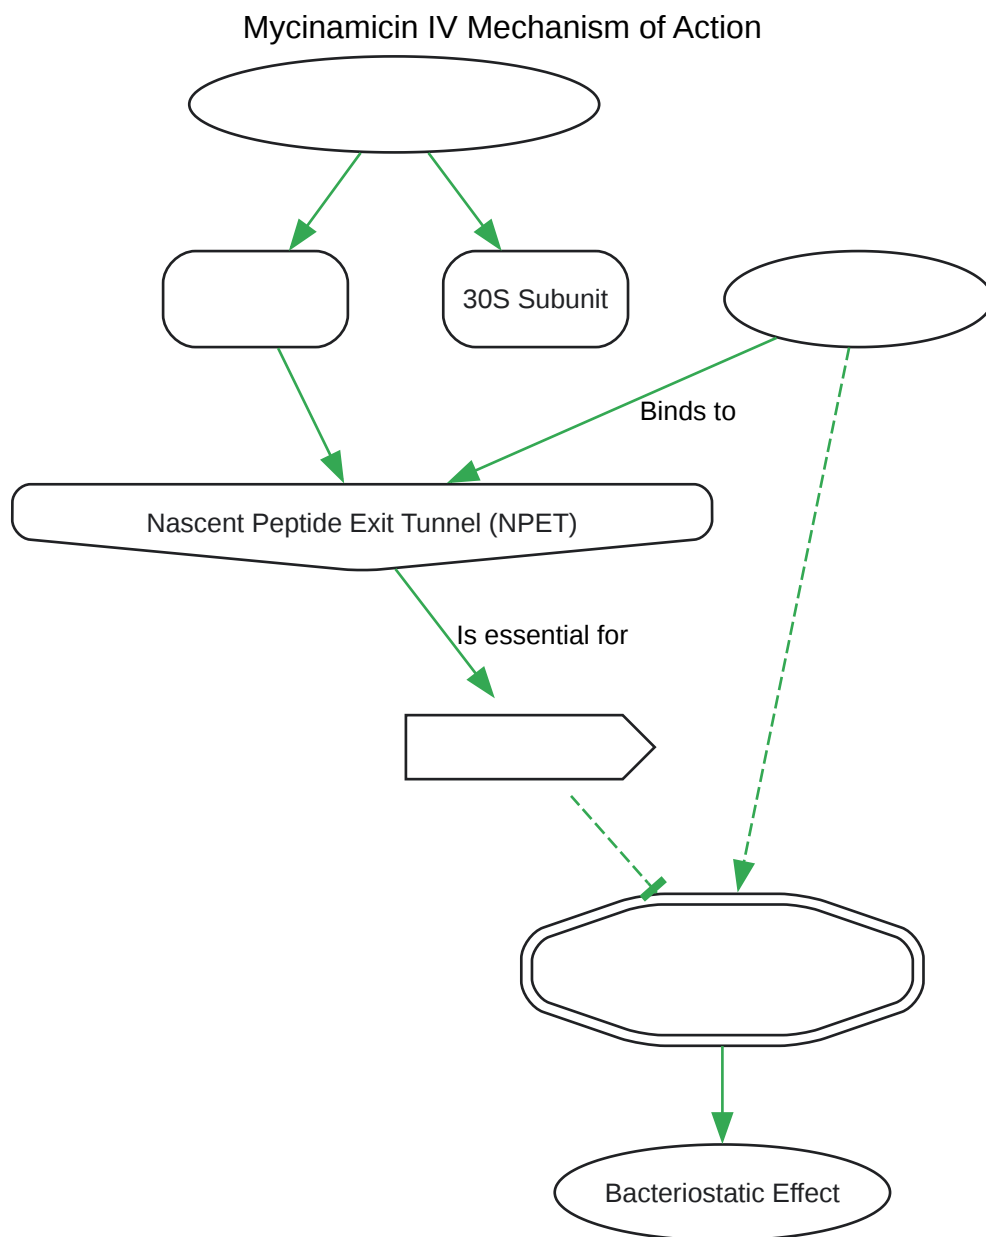 Mycinamicin IV Mechanism of Action
30S Subunit
Binds to
Nascent Peptide Exit Tunnel (NPET)
Is essential for
Bacteriostatic Effect